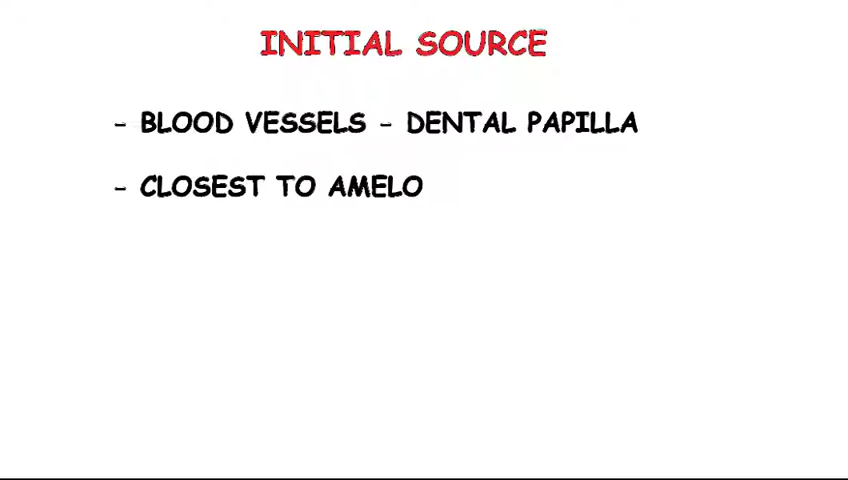 INITIAL SOURCE
- BLOOD VESSELS - DENTAL PAPILLA
- CLOSEST TO AMELO